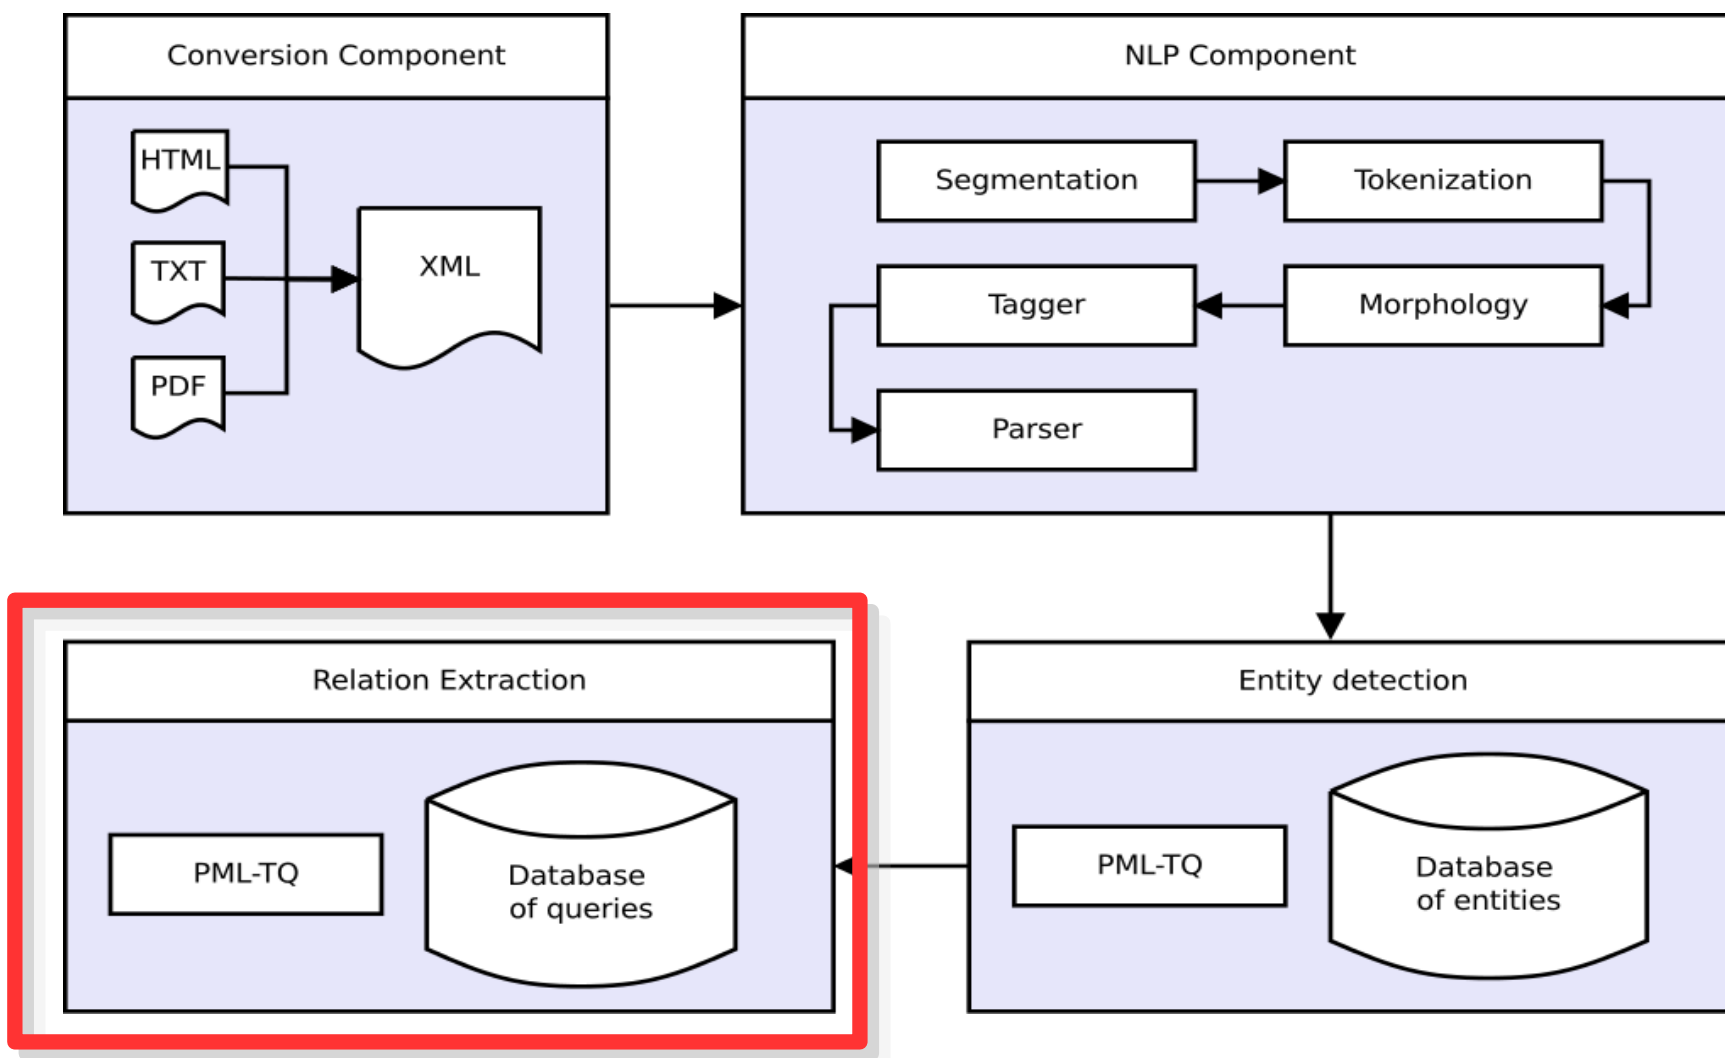 Conversion Component
HTML
TXT
PDF
XML
NLP Component
Segmentation
Tokenization
Tagger
Morphology
Parser
Relation Extraction
PML-TQ
Database
of queries
Entity detection
PML-TQ
Database
of entities